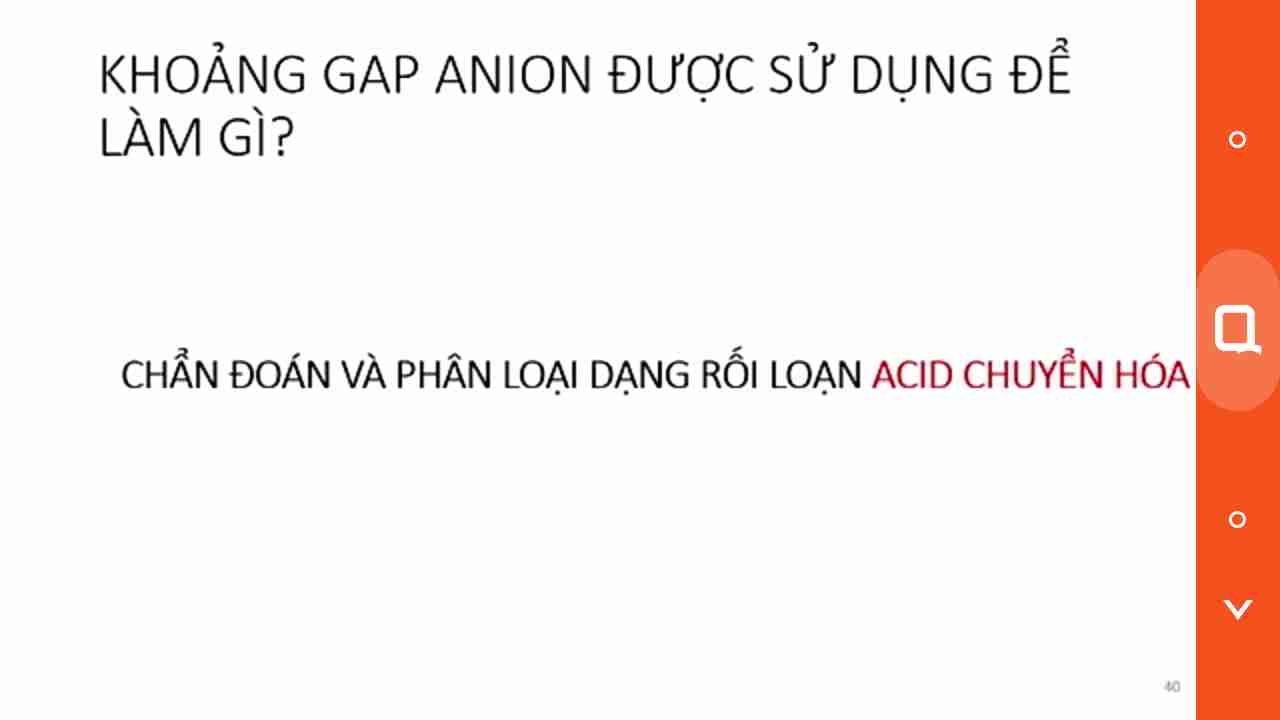 KHOẢNG GAP ANION ĐƯỢC SỬ DỤNG ĐỂ
LÀM GÌ?
CHẨN ĐOÁN VÀ PHÂN LOẠI DẠNG RỐI LOẠN ACID CHUYỂN HÓA
40